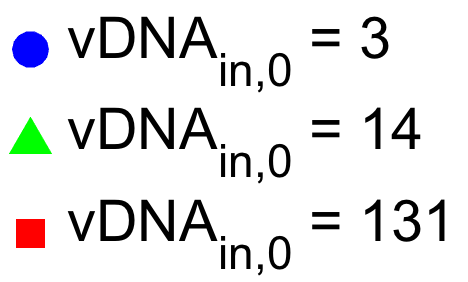 vDNAin,0 = 3
vDNAin,0 = 14
vDNAin,0 = 131